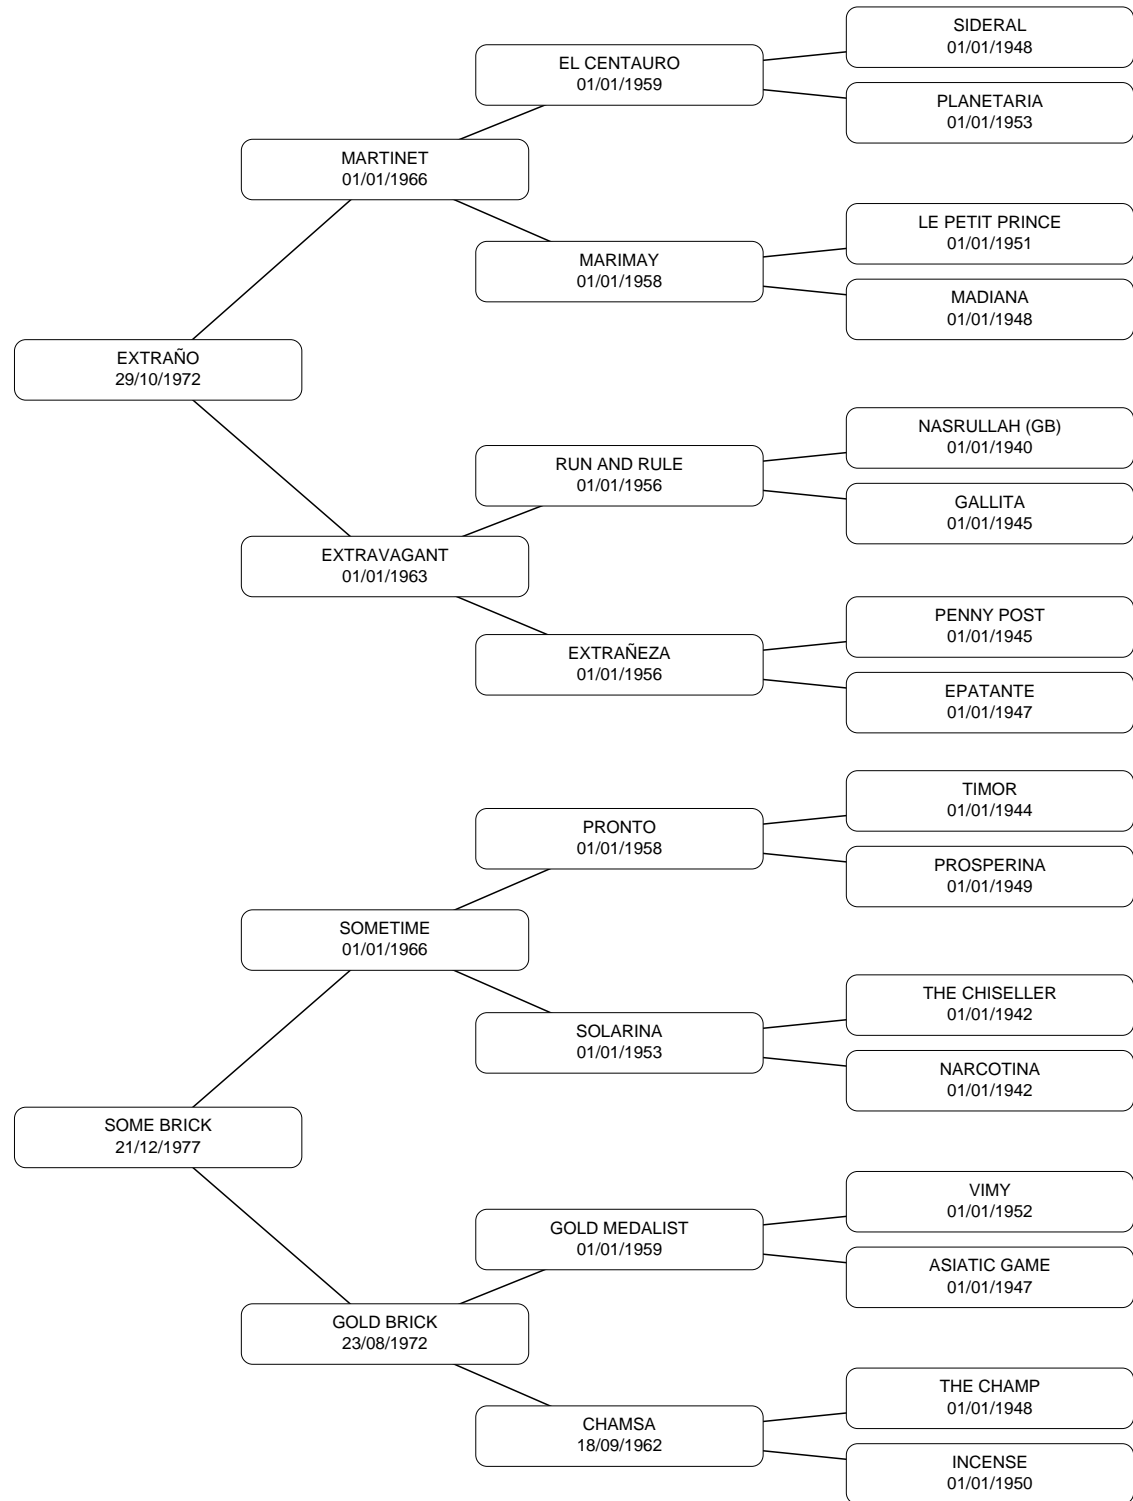 SIDERAL
01/01/1948
EL CENTAURO
01/01/1959
PLANETARIA
01/01/1953
MARTINET
01/01/1966
LE PETIT PRINCE
01/01/1951
MARIMAY
01/01/1958
MADIANA
01/01/1948
EXTRAÑO
29/10/1972
NASRULLAH (GB)
01/01/1940
RUN AND RULE
01/01/1956
GALLITA
01/01/1945
EXTRAVAGANT
01/01/1963
PENNY POST
01/01/1945
EXTRAÑEZA
01/01/1956
EPATANTE
01/01/1947
TIMOR
01/01/1944
PRONTO
01/01/1958
PROSPERINA
01/01/1949
SOMETIME
01/01/1966
THE CHISELLER
01/01/1942
SOLARINA
01/01/1953
NARCOTINA
01/01/1942
SOME BRICK
21/12/1977
VIMY
01/01/1952
GOLD MEDALIST
01/01/1959
ASIATIC GAME
01/01/1947
GOLD BRICK
23/08/1972
THE CHAMP
01/01/1948
CHAMSA
18/09/1962
INCENSE
01/01/1950